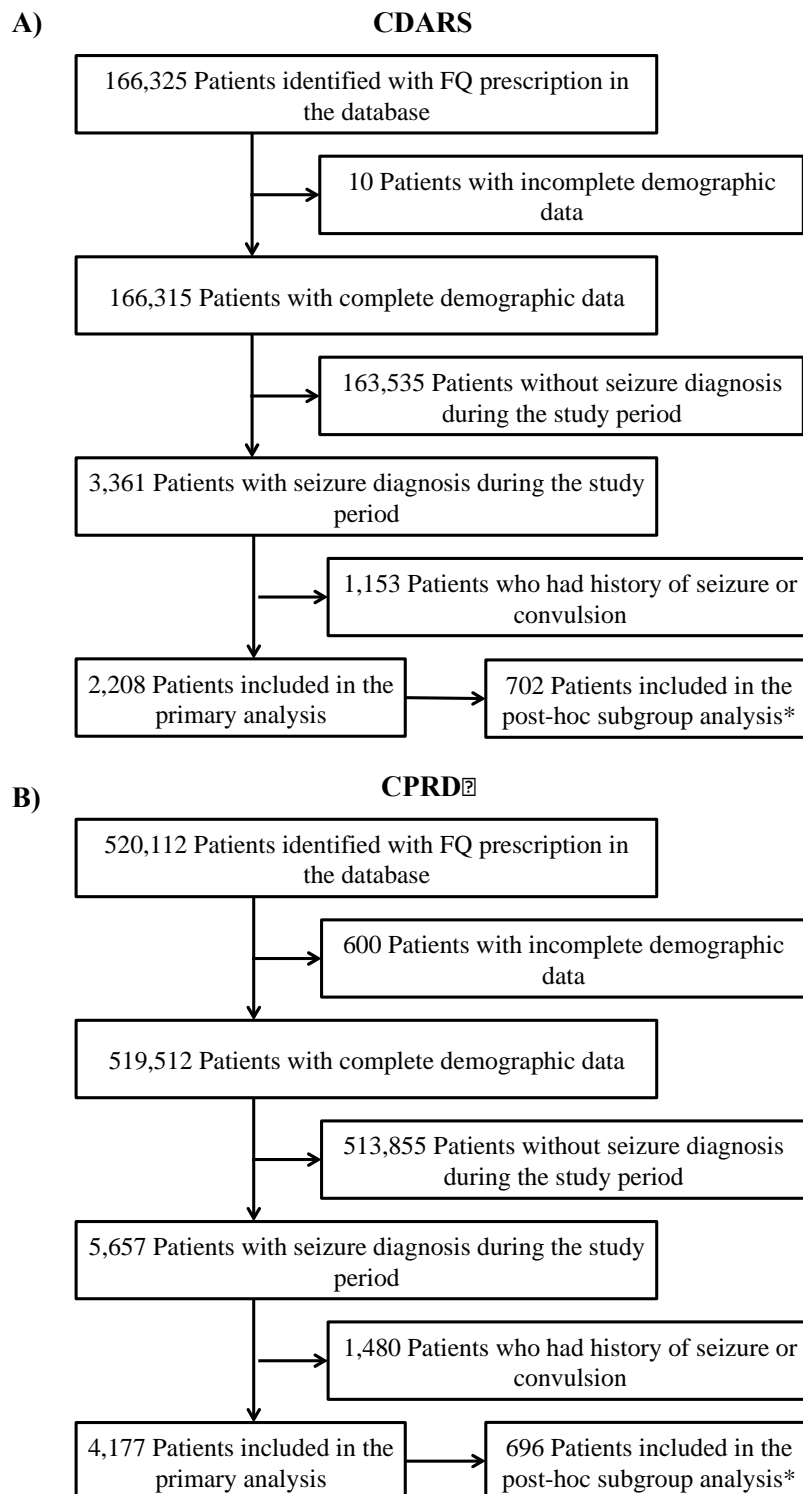 A)
CDARS
166,325 Patients identified with FQ prescription in
the database
10 Patients with incomplete demographic
data
166,315 Patients with complete demographic data
163,535 Patients without seizure diagnosis
during the study period
3,361 Patients with seizure diagnosis during the study
period
1,153 Patients who had history of seizure or
convulsion
2,208 Patients included in the
primary analysis
702 Patients included in the
post-hoc subgroup analysis*
B)
CPRD⍰
520,112 Patients identified with FQ prescription in
the database
600 Patients with incomplete demographic
data
519,512 Patients with complete demographic data
513,855 Patients without seizure diagnosis
during the study period
5,657 Patients with seizure diagnosis during the study
period
1,480 Patients who had history of seizure or
convulsion
4,177 Patients included in the
primary analysis
696 Patients included in the
post-hoc subgroup analysis*